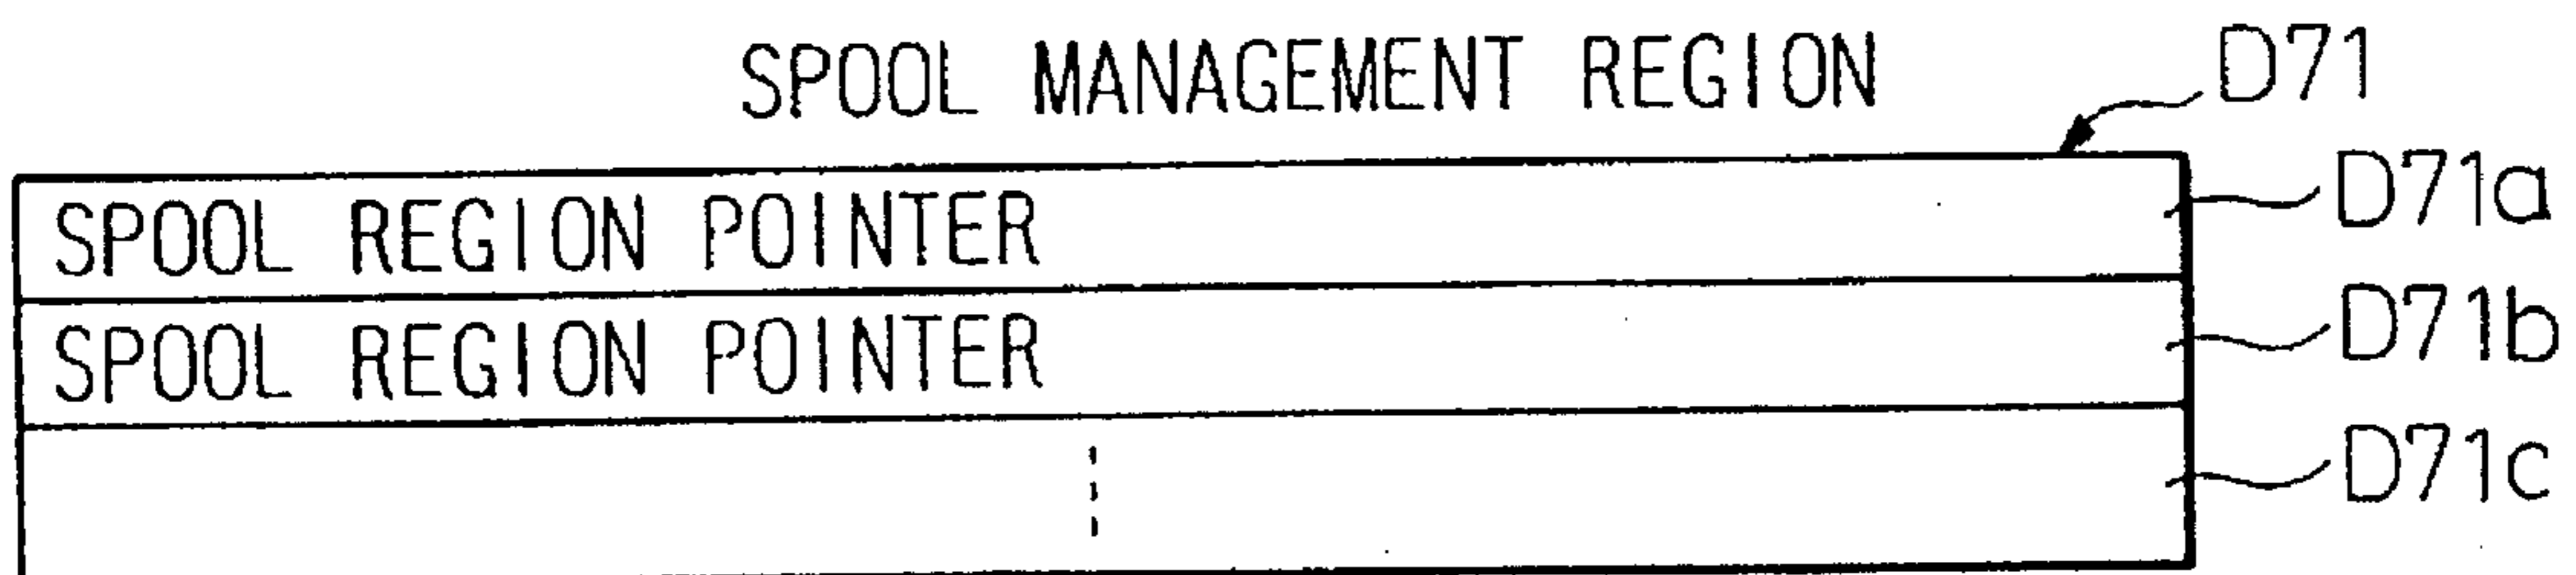 SPOOL MANAGEMENT REGION
D71
SPOOL REGION POINTER
D71a
SPOOL REGION POINTER
D71b
D71c